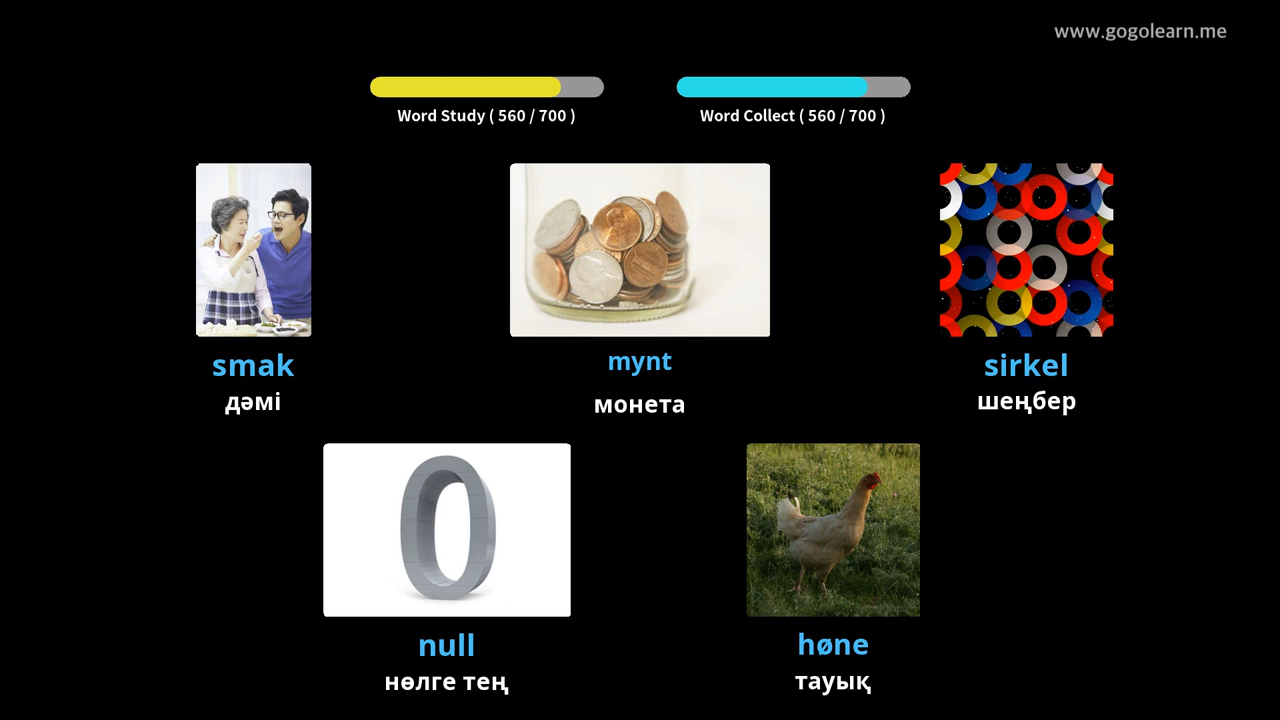 www.gogolearn.me
Word Study ( 560 / 700 )
Word Collect ( 560 / 700 )
smak
дәмі
mynt
монета
sirkel
шеңбер
null
нөлге тең
høne
тауық